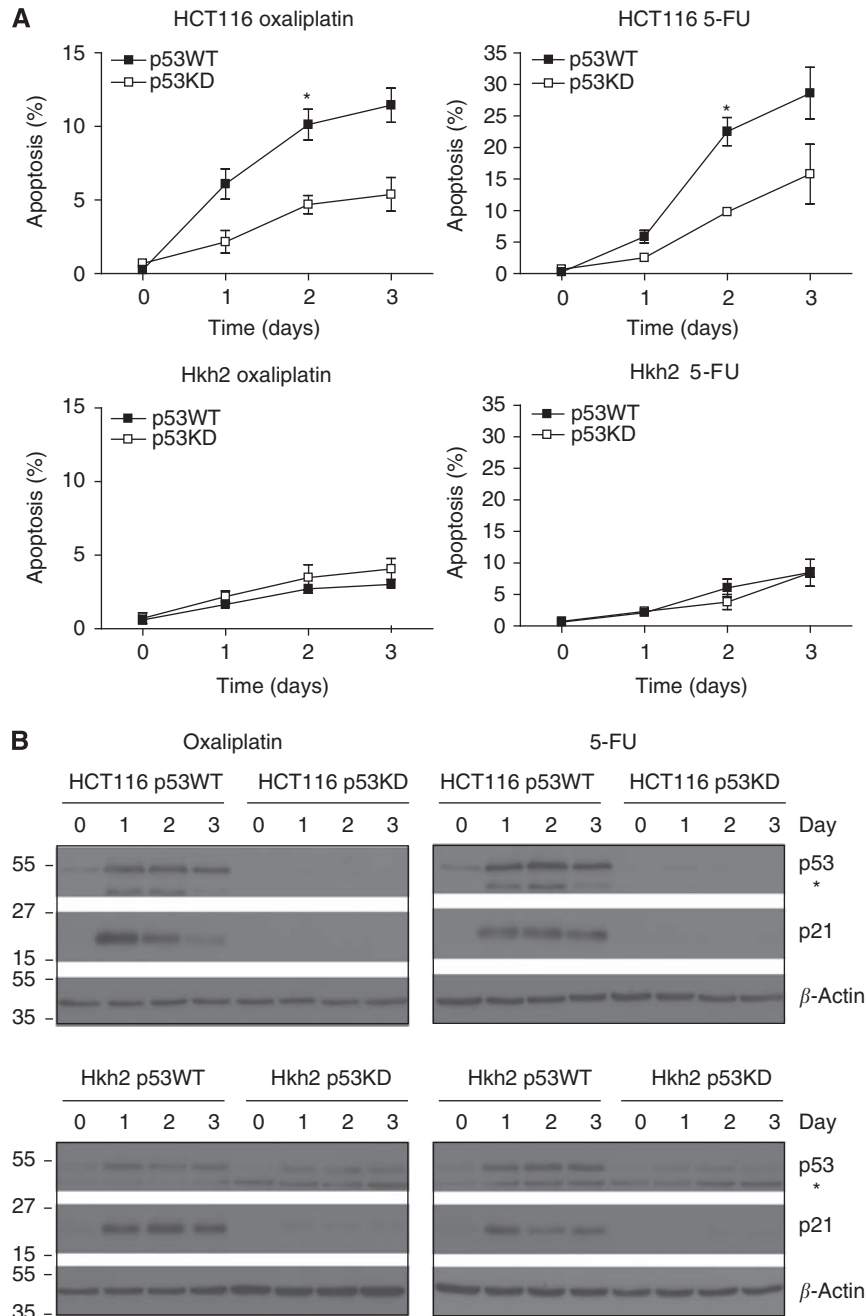 A
HCT116 oxaliplatin
15
10
5
0
Apoptosis (%)
p53WT
p53KD
*
0 1 2 3
Time (days)
HCT116 5-FU
35
30
25
20
15
10
5
0
Apoptosis (%)
p53WT
p53KD
*
0 1 2 3
Time (days)
Hkh2 oxaliplatin
15
10
5
0
Apoptosis (%)
p53WT
p53KD
0 1 2 3
Time (days)
Hkh2 5-FU
35
30
25
20
15
10
5
0
Apoptosis (%)
p53WT
p53KD
0 1 2 3
Time (days)
B
Oxaliplatin 5-FU
HCT116 p53WT HCT116 p53KD HCT116 p53WT HCT116 p53KD
0 1 2 3 0 1 2 3 0 1 2 3 0 1 2 3 Day
55 – p53
*
27 –
p21
15 –
55 –
β-Actin
35 –
Hkh2 p53WT Hkh2 p53KD Hkh2 p53WT Hkh2 p53KD
0 1 2 3 0 1 2 3 0 1 2 3 0 1 2 3 Day
55 – p53
*
27 –
p21
15 –
55 –
β-Actin
35 –